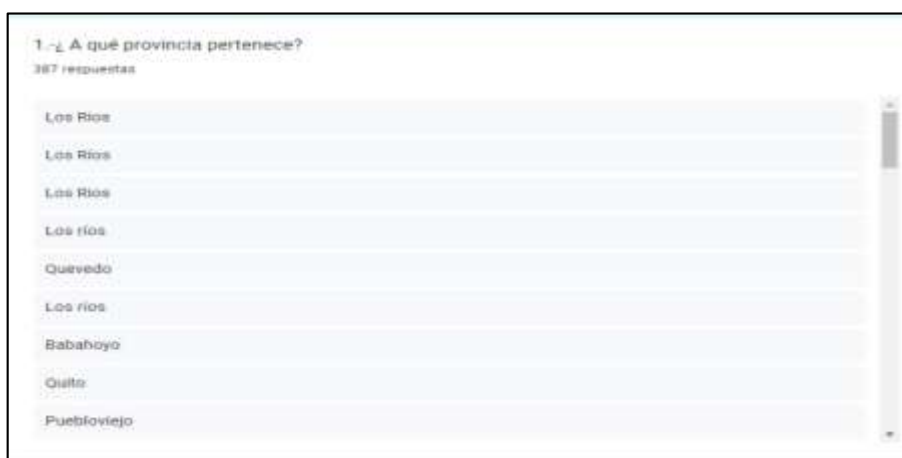 1.-¿ A qué provincia pertenece?
387 respuestas
Los Rios
Los Ríos
Los Rios
Los ríos
Quevedo
Los rios
Babahoyo
Quito
Puebloviejo